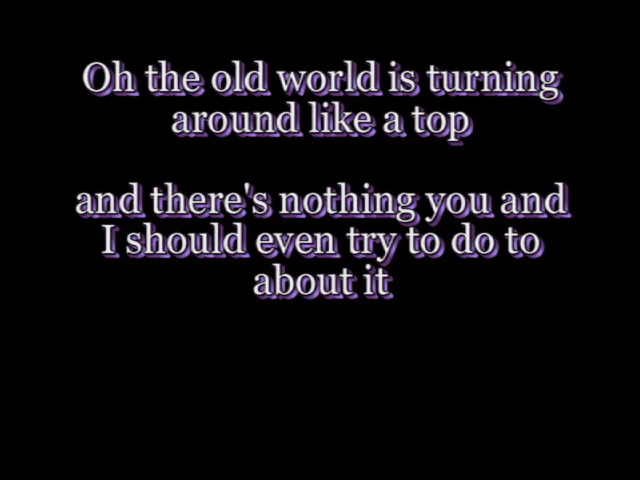 Oh the old world is turning
around like a top
and there's nothing you and
I should even try to do to
about it